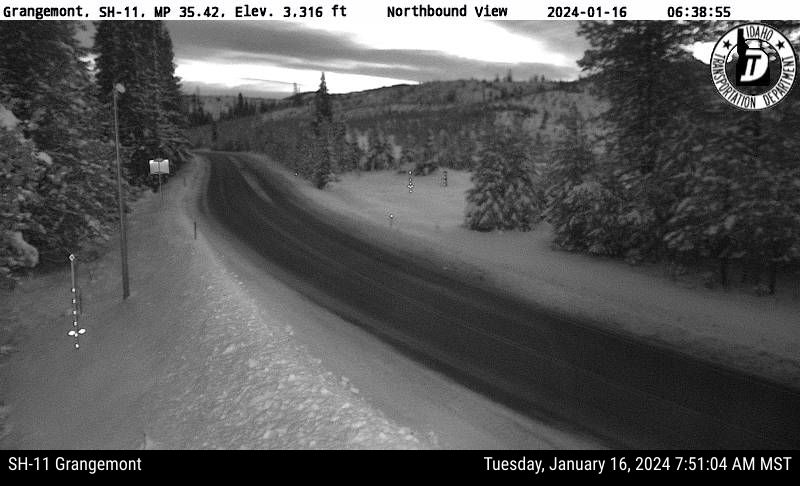 Grangemont, SH-11, MP 35.42, Elev. 3,316 ft Northbound View 2024-01-16 06:38:55
IDAHO
TRANSPORTATION DEPARTMENT
SH-11 Grangemont Tuesday, January 16, 2024 7:51:04 AM MST